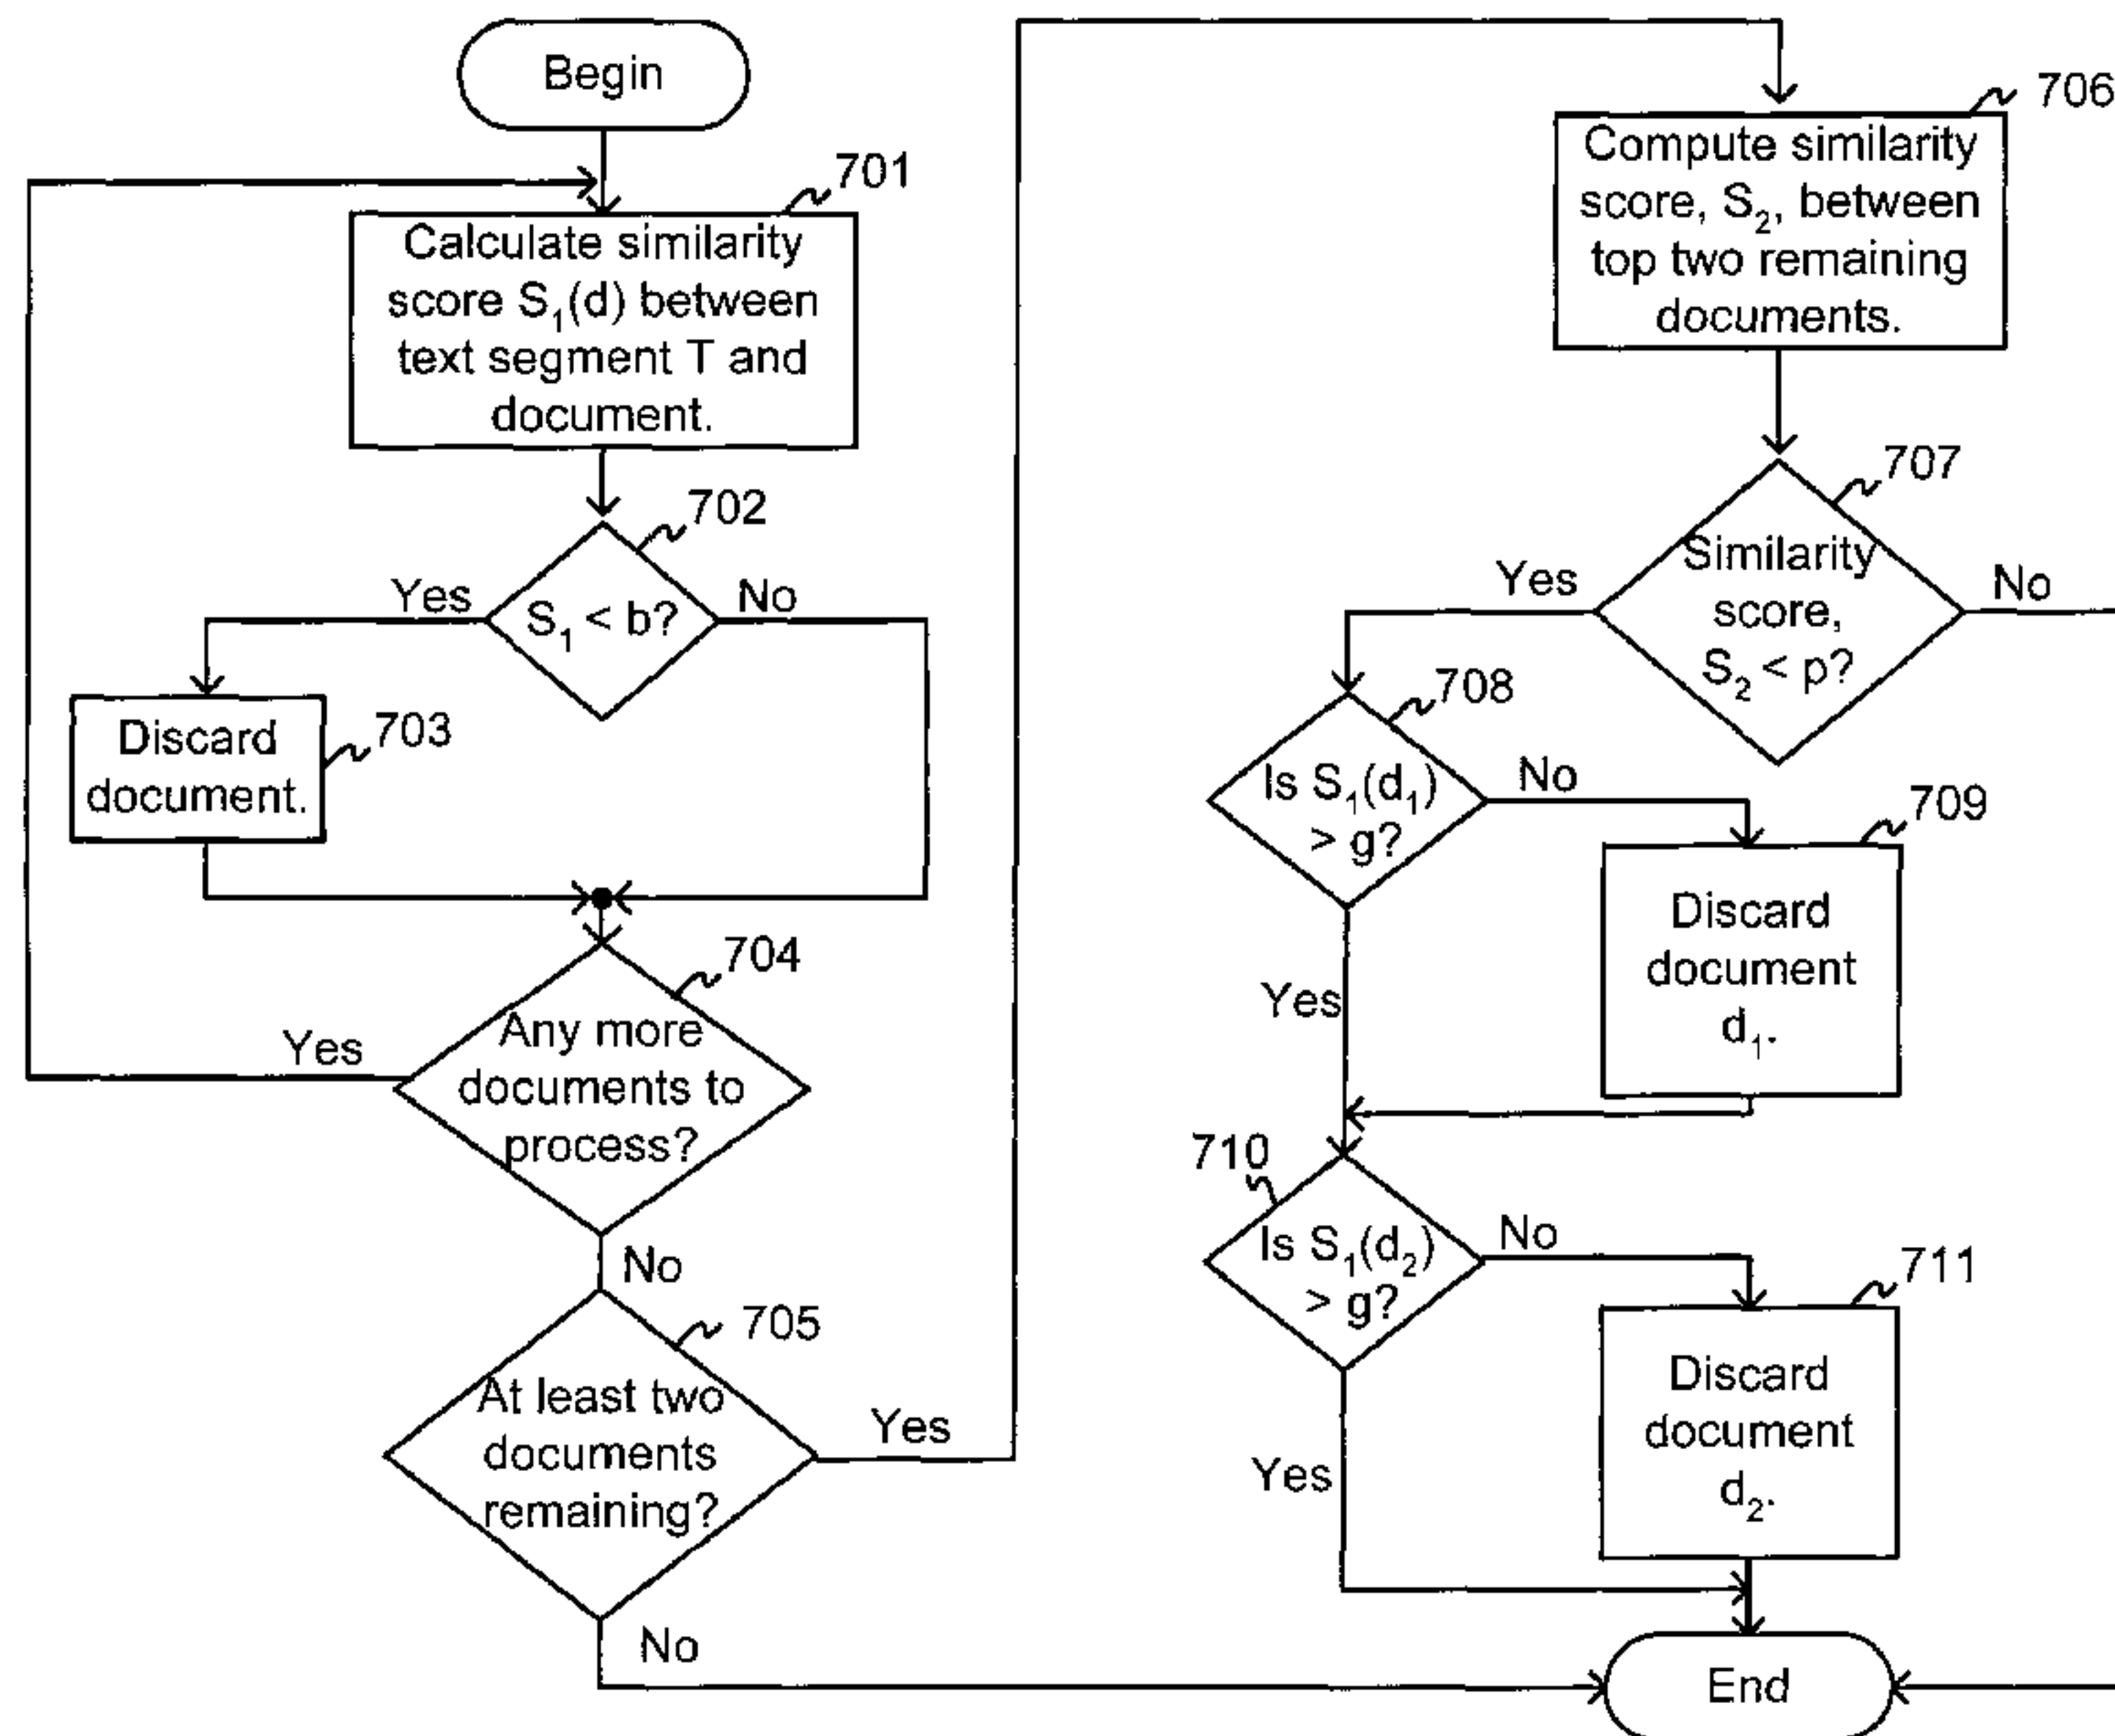 Begin
701
Calculate similarity
score S₁(d) between
text segment T and
document.
702
S₁ < b?
Yes
No
Discard
document.
703
704
Any more
documents to
process?
Yes
No
705
At least two
documents
remaining?
Yes
No
706
Compute similarity
score, S₂, between
top two remaining
documents.
707
Similarity
score,
S₂ < p?
Yes
No
708
Is S₁(d₁)
> g?
No
Yes
709
Discard
document
d₁.
710
Is S₁(d₂)
> g?
No
Yes
711
Discard
document
d₂.
End